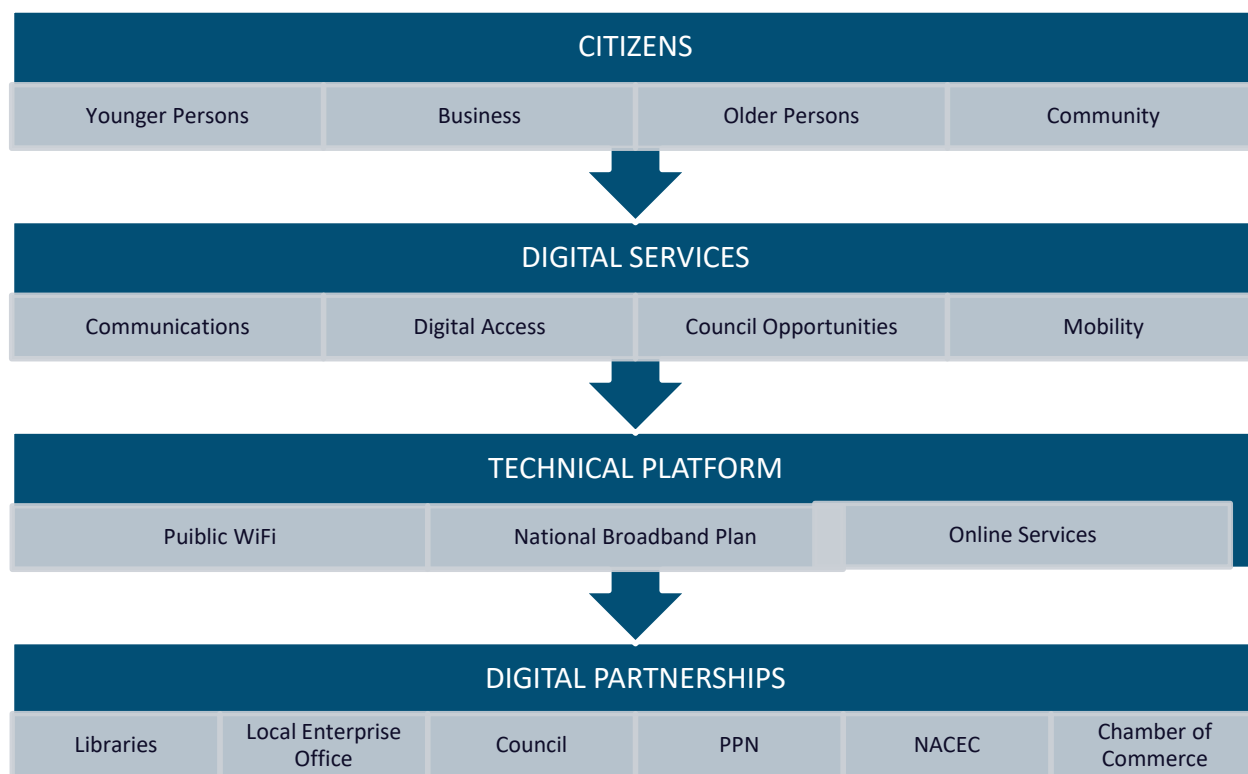 CITIZENS
Younger Persons
Business
Older Persons
Community
DIGITAL SERVICES
Communications
Digital Access
Council Opportunities
Mobility
TECHNICAL PLATFORM
Puiblic WiFi
National Broadband Plan
Online Services
DIGITAL PARTNERSHIPS
Libraries
Local Enterprise
Office
Council
PPN
NACEC
Chamber of
Commerce